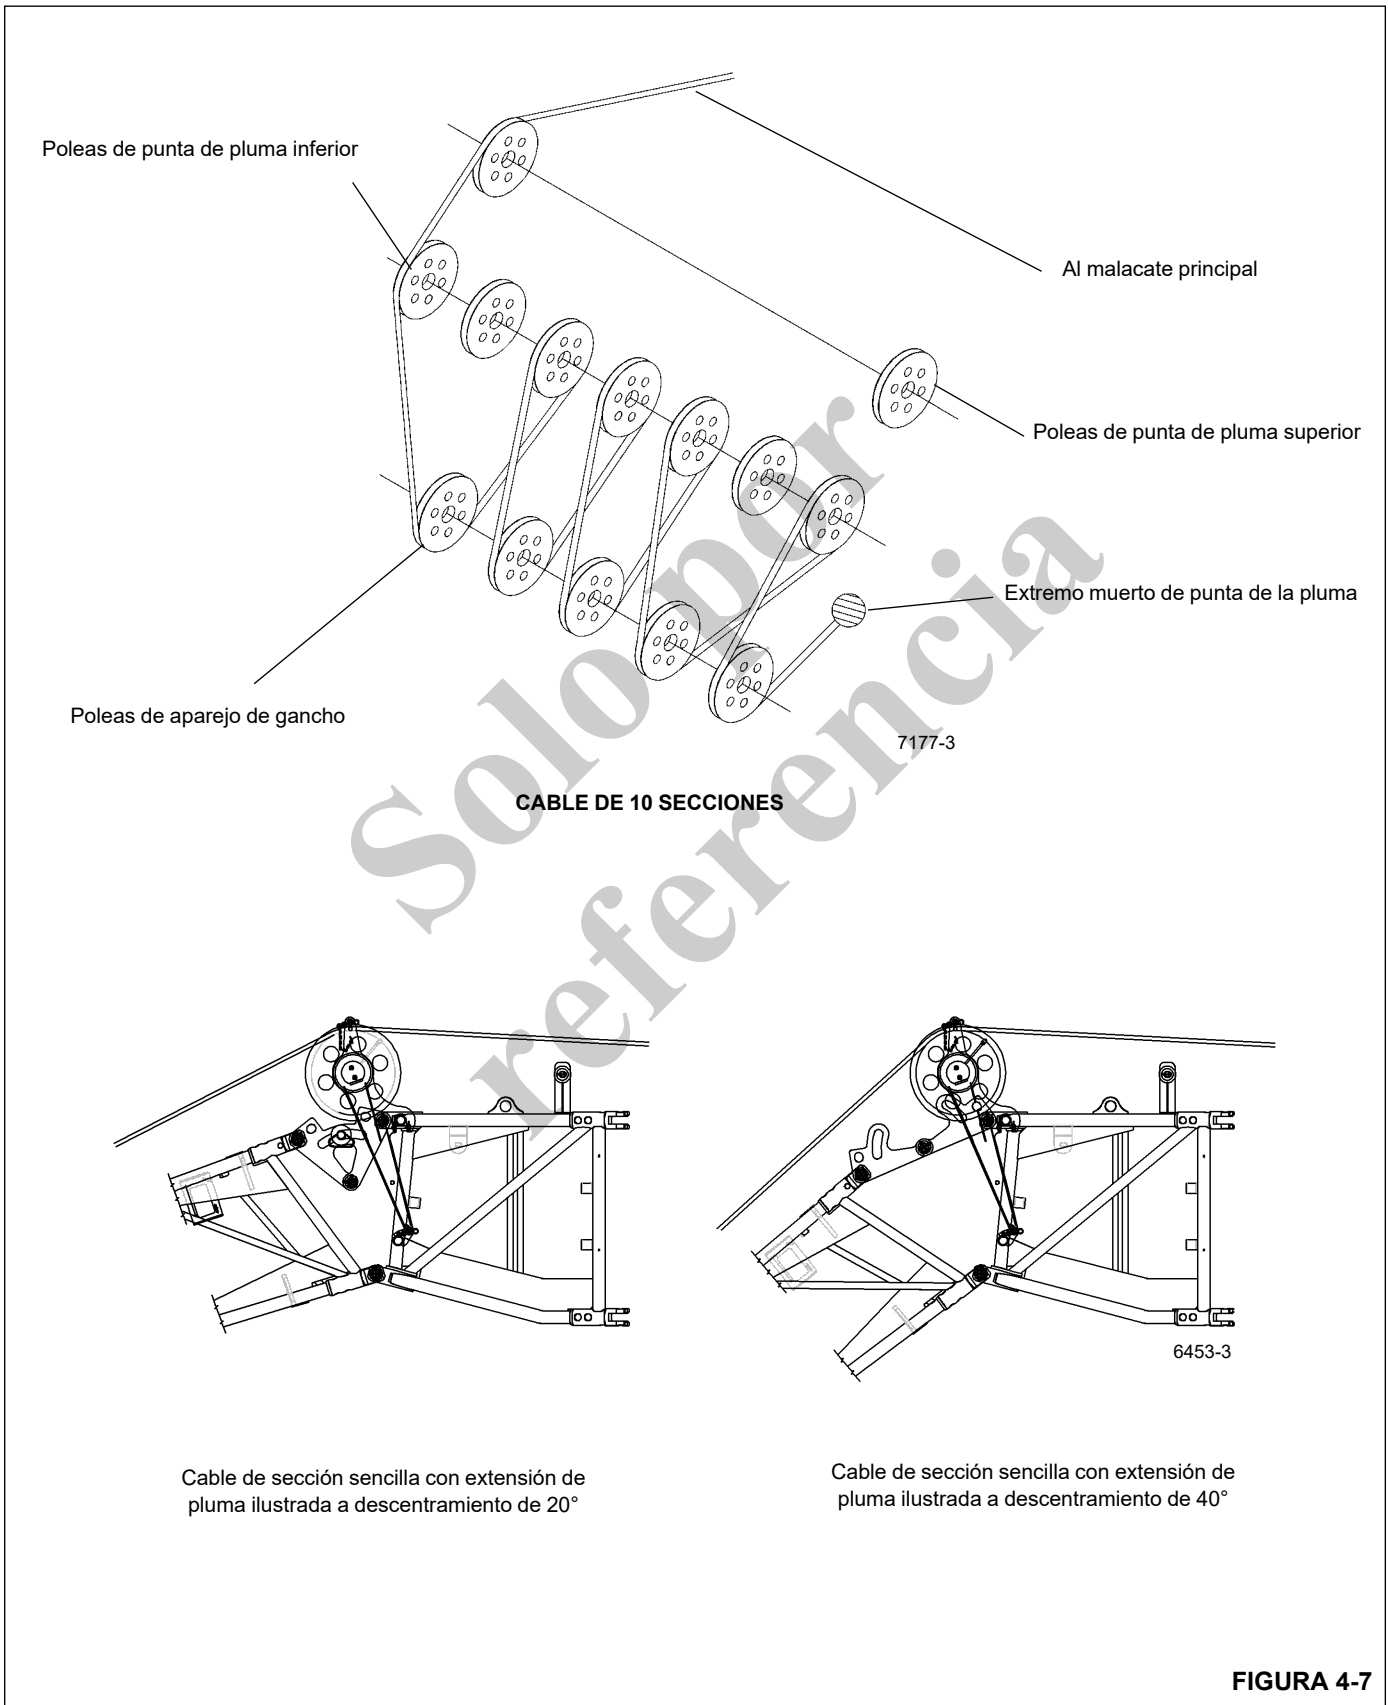 Poleas de punta de pluma inferior
Al malacate principal
Poleas de punta de pluma superior
Extremo muerto de punta de la pluma
Poleas de aparejo de gancho
7177-3
CABLE DE 10 SECCIONES
Solo por
referencia
6453-3
Cable de sección sencilla con extensión de
pluma ilustrada a descentramiento de 20°
Cable de sección sencilla con extensión de
pluma ilustrada a descentramiento de 40°
FIGURA 4-7